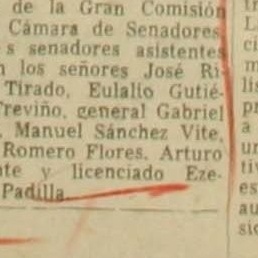 de la Gran Comisión
Cámara de Senadores
s senadores asistentes
n los señores José Ri-
Tirado, Eulalio Gutié-
Treviño, general Gabriel
, Manuel Sánchez Vite,
Romero Flores, Arturo
nte y licenciado Eze-
Padilla.